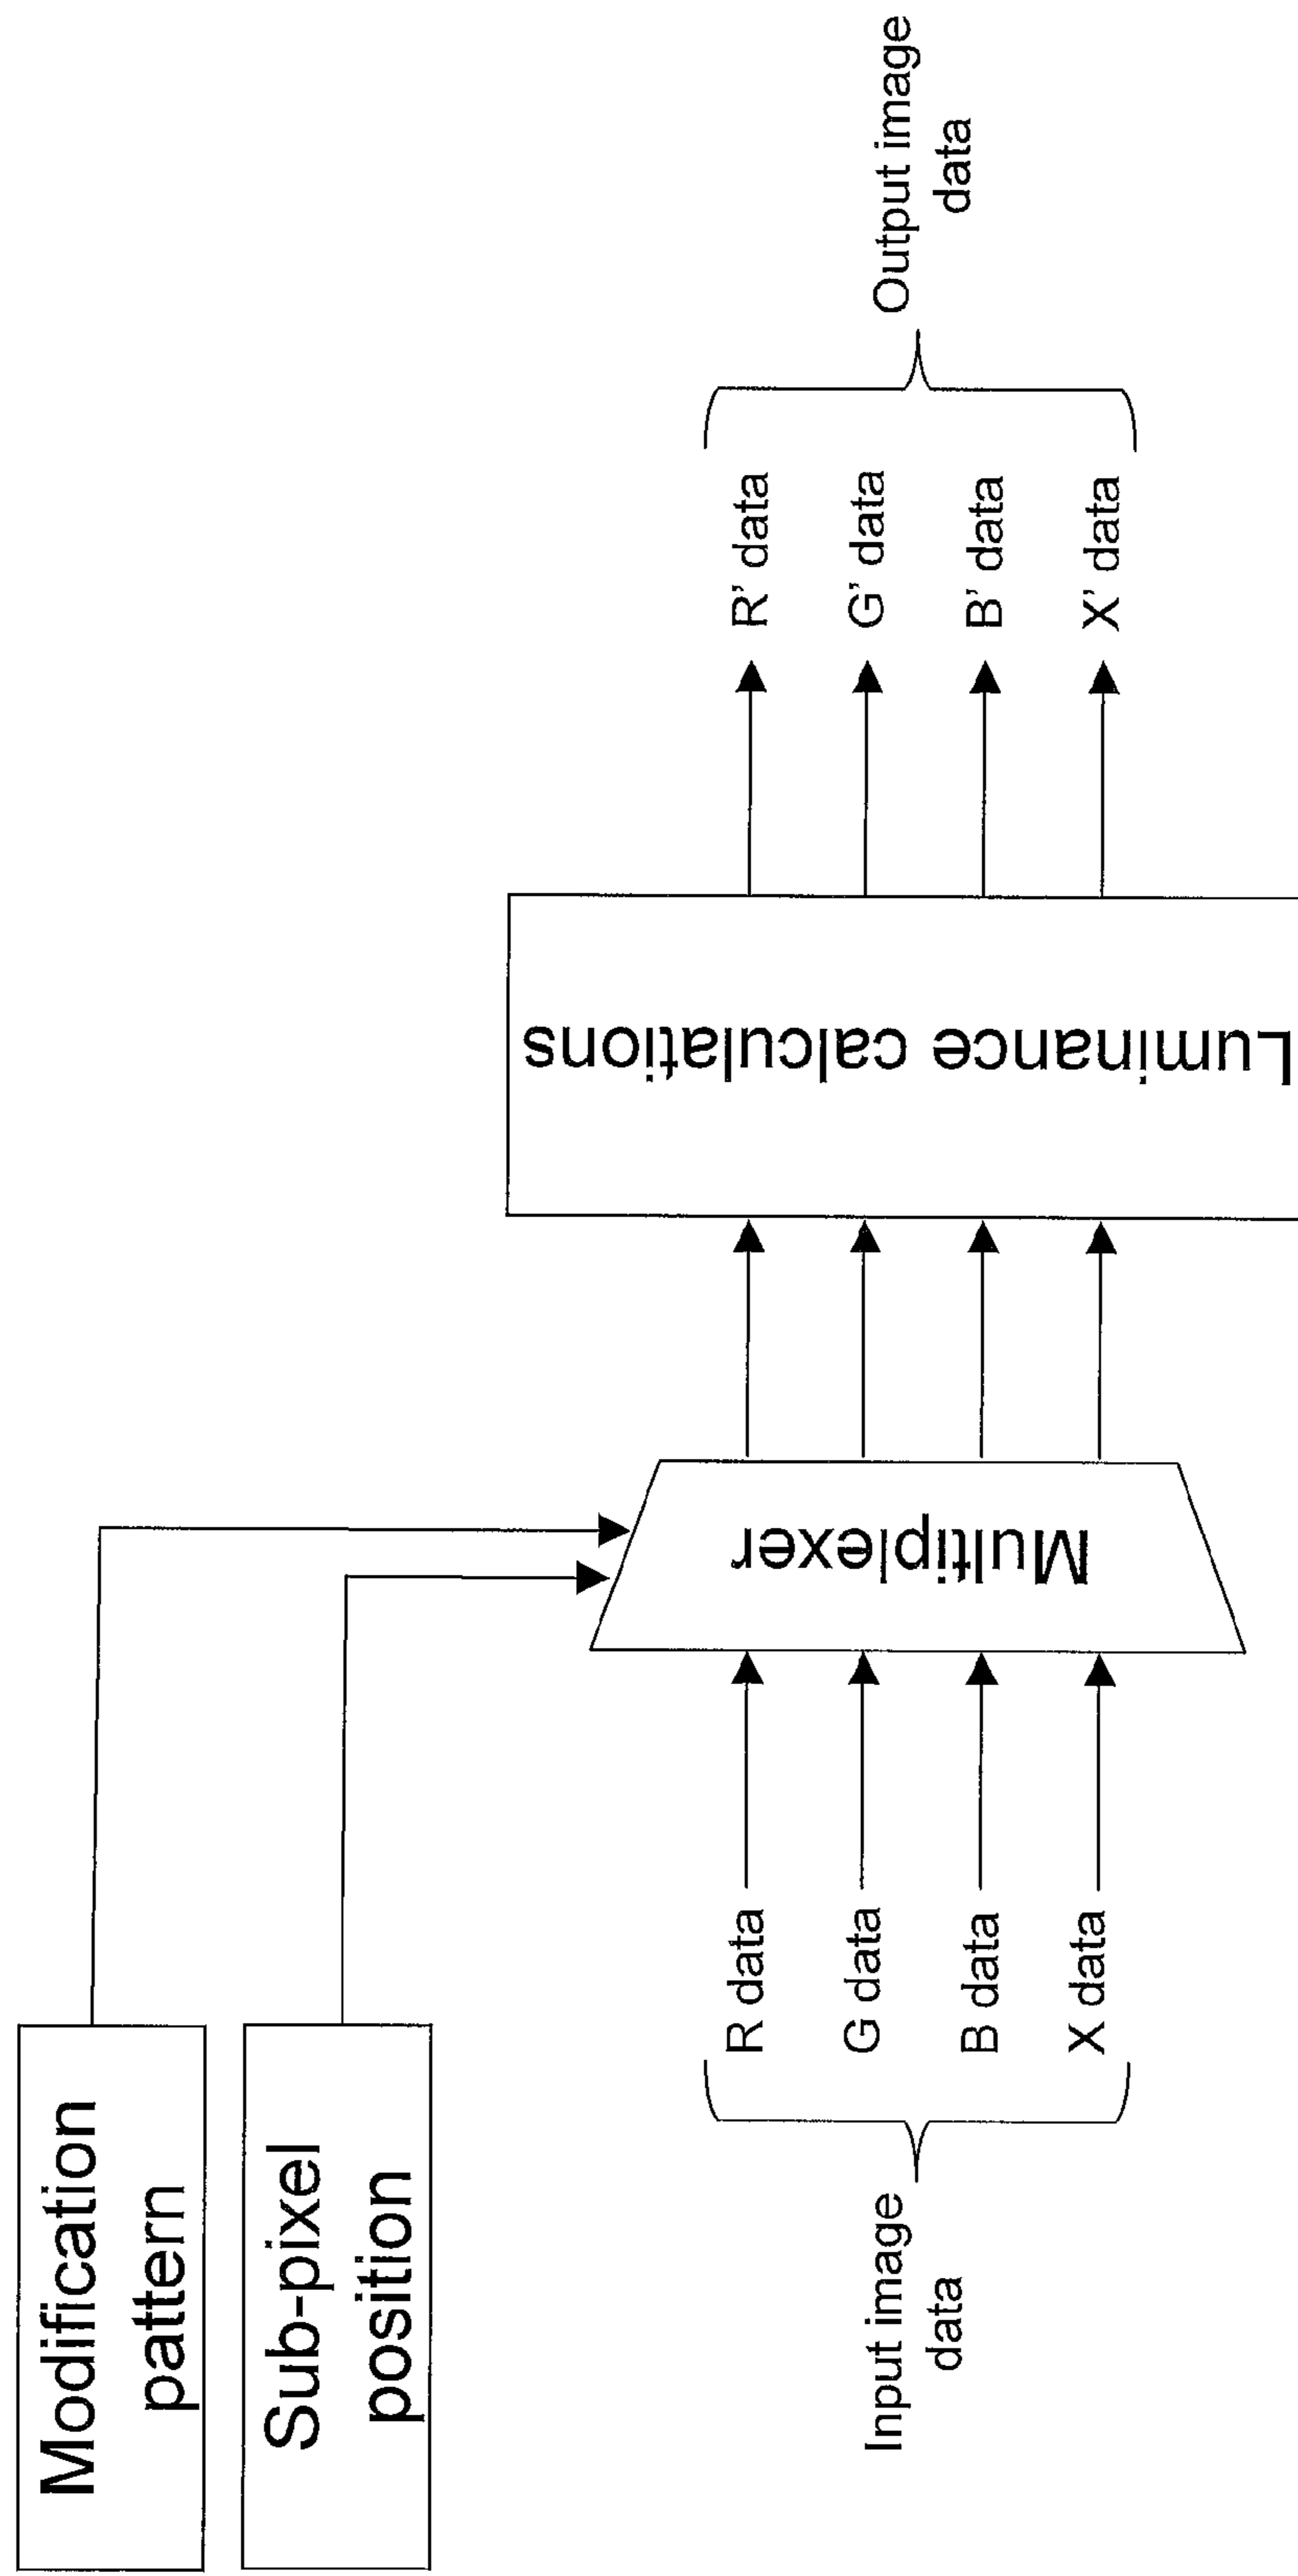 Modification
pattern
Sub-pixel
position
Input image
data
R data
G data
B data
X data
Multiplexer
Luminance calculations
R' data
G' data
B' data
X' data
Output image
data